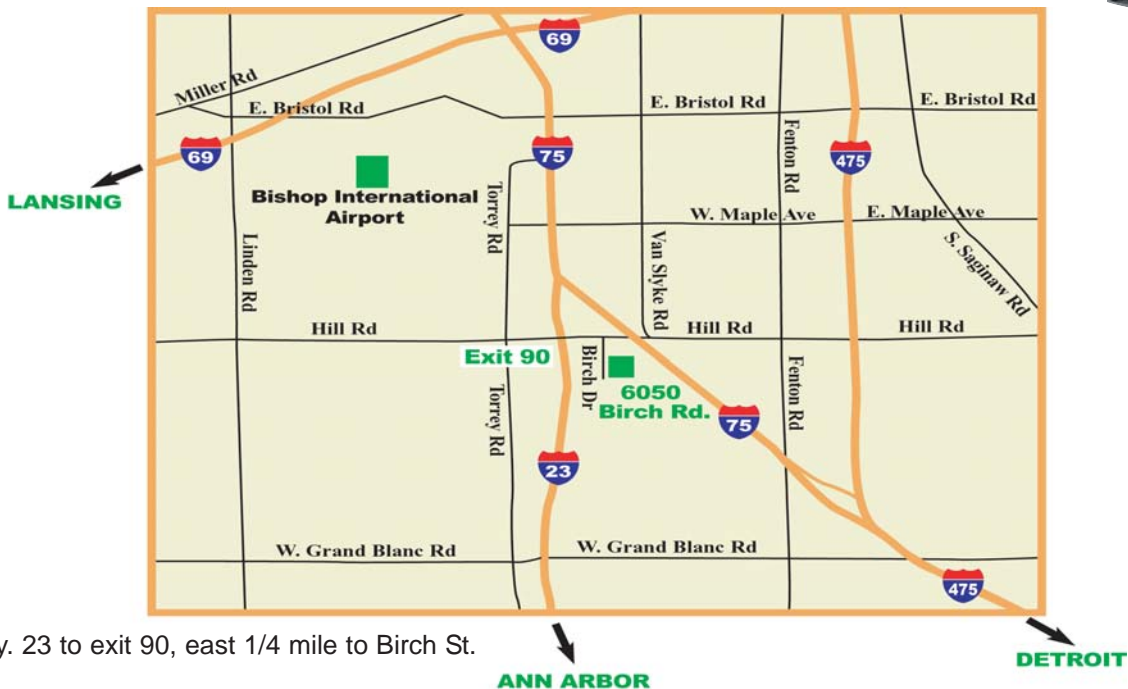 69
Miller Rd
E. Bristol Rd
E. Bristol Rd
E. Bristol Rd
69
75
Fenton Rd
475
LANSING
Bishop International
Airport
Torrey Rd
W. Maple Ave
E. Maple Ave
Linden Rd
Van Slyke Rd
S. Saginaw Rd
Hill Rd
Hill Rd
Hill Rd
Exit 90
Birch Dr
6050
Birch Rd.
Fenton Rd
Torrey Rd
75
23
W. Grand Blanc Rd
W. Grand Blanc Rd
475
y. 23 to exit 90, east 1/4 mile to Birch St.
ANN ARBOR
DETROIT